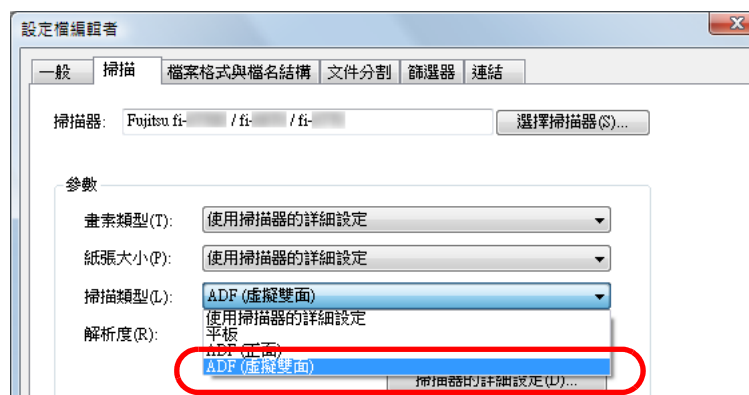 設定檔編輯者
一般 掃描 檔案格式與檔名結構 文件分割 篩選器 連結
掃描器: Fujitsu fi- / fi- / fi- 選擇掃描器(S)...
參數
畫素類型(T): 使用掃描器的詳細設定
紙張大小(P): 使用掃描器的詳細設定
掃描類型(L): ADF (虛擬雙面)
使用掃描器的詳細設定
解析度(R): 平板
ADF (正面)
ADF (虛擬雙面)
掃描器的詳細設定(D)...